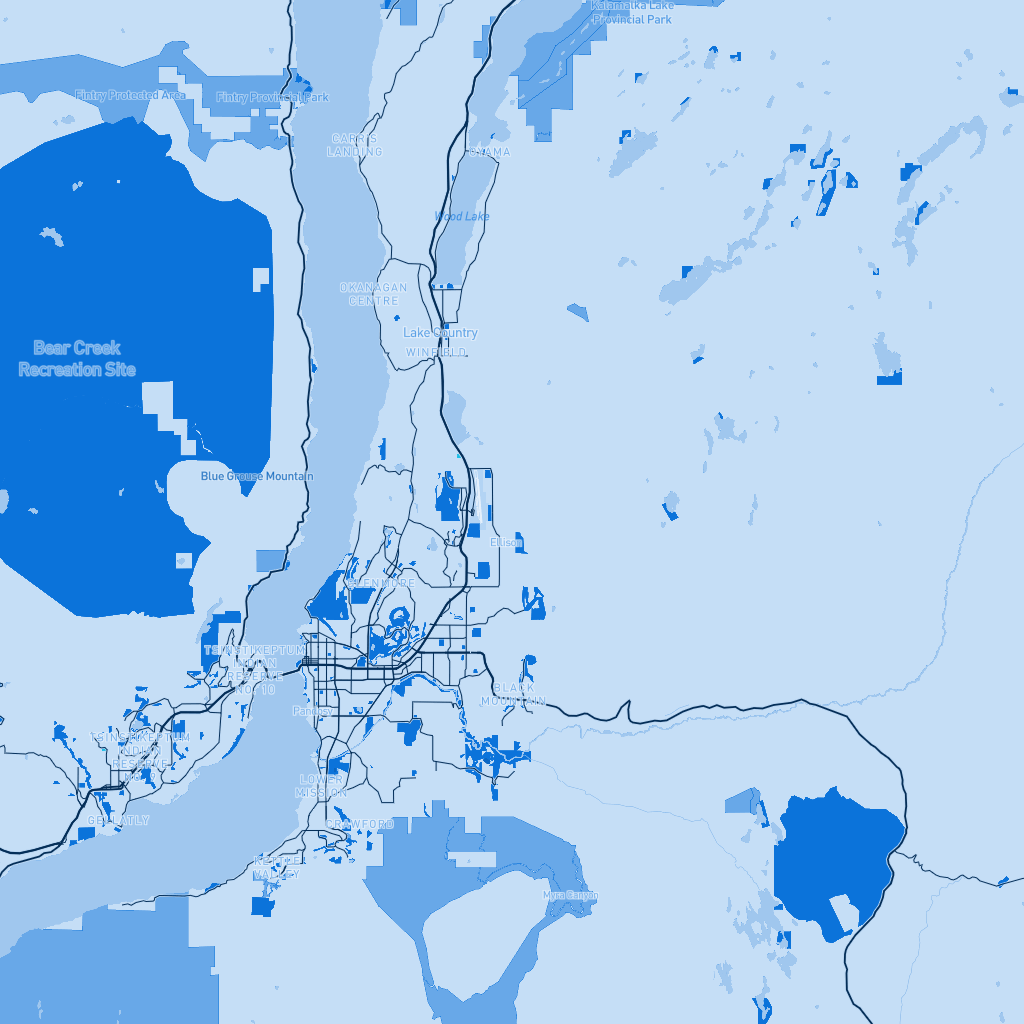 Kalamalka Lake
Provincial Park
Fintry Protected Area
Fintry Provincial Park
CARR'S
LANDING
OYAMA
Wood Lake
OKANAGAN
CENTRE
Lake Country
WINFIELD
Bear Creek
Recreation Site
Blue Grouse Mountain
Ellison
GLENMORE
TSINSTIKEPTUM
INDIAN
RESERVE
NO. 10
BLACK
MOUNTAIN
Pandosy
TSINSTIKEPTUM
INDIAN
RESERVE
NO. 9
LOWER
MISSION
GELLATLY
CRAWFORD
KETTLE
VALLEY
Myra Canyon